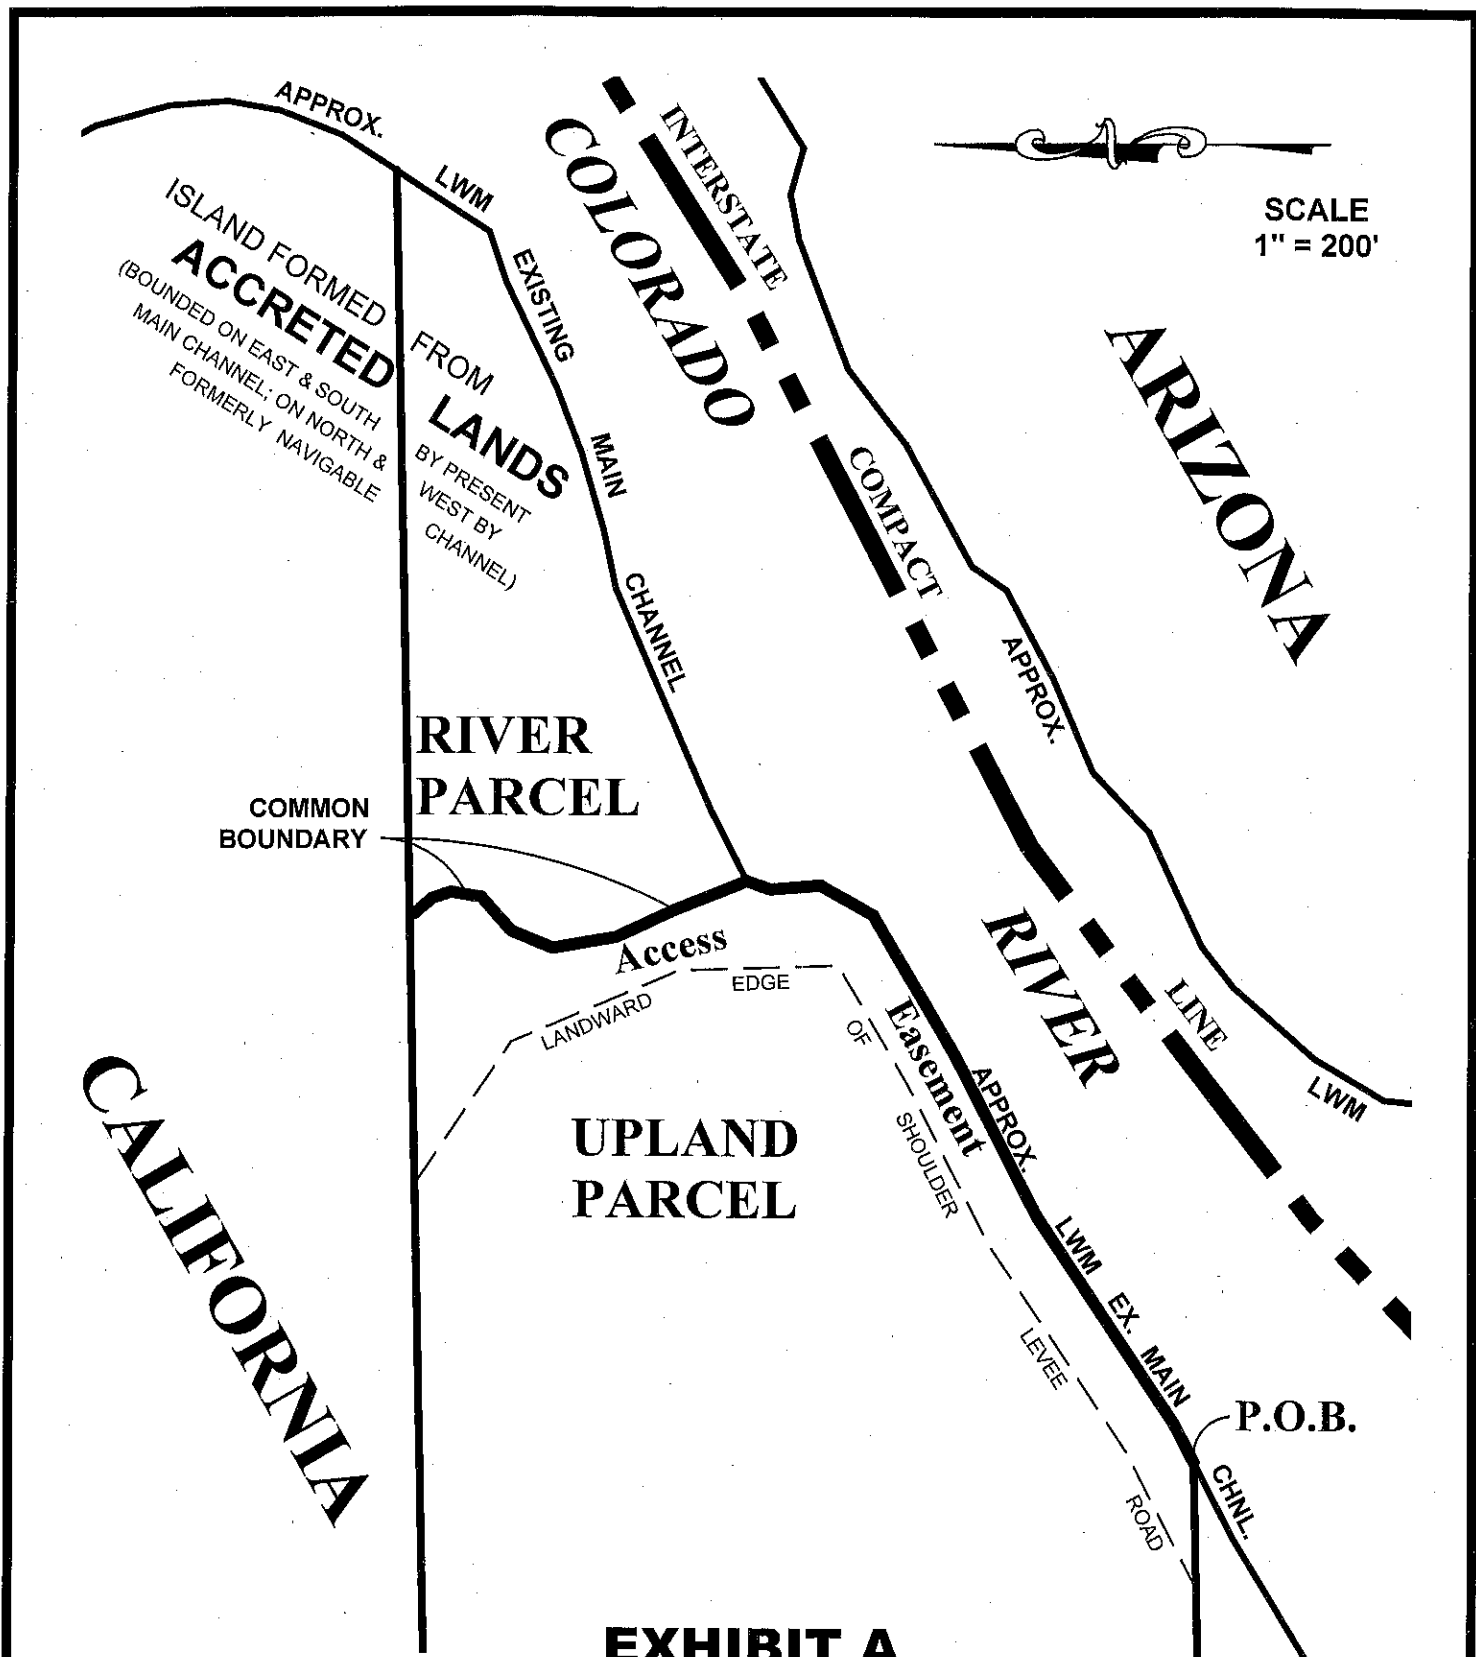 APPROX.
LWM
EXISTING
MAIN
CHANNEL
ISLAND FORMED FROM
ACCRETED LANDS
(BOUNDED ON EAST & SOUTH BY PRESENT
MAIN CHANNEL; ON NORTH & WEST BY
FORMERLY NAVIGABLE CHANNEL)
COLORADO
RIVER
INTERSTATE
COMPACT
LINE
N
SCALE
1" = 200'
ARIZONA
APPROX.
LWM
RIVER
PARCEL
COMMON
BOUNDARY
Access
Easement
LANDWARD
EDGE
OF
SHOULDER
LEVEE
ROAD
APPROX.
LWM
EX.
MAIN
CHNL.
UPLAND
PARCEL
CALIFORNIA
P.O.B.
EXHIBIT A